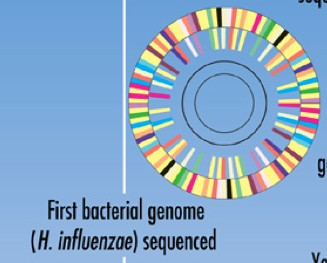 First bacterial genome
(H. influenzae) sequenced